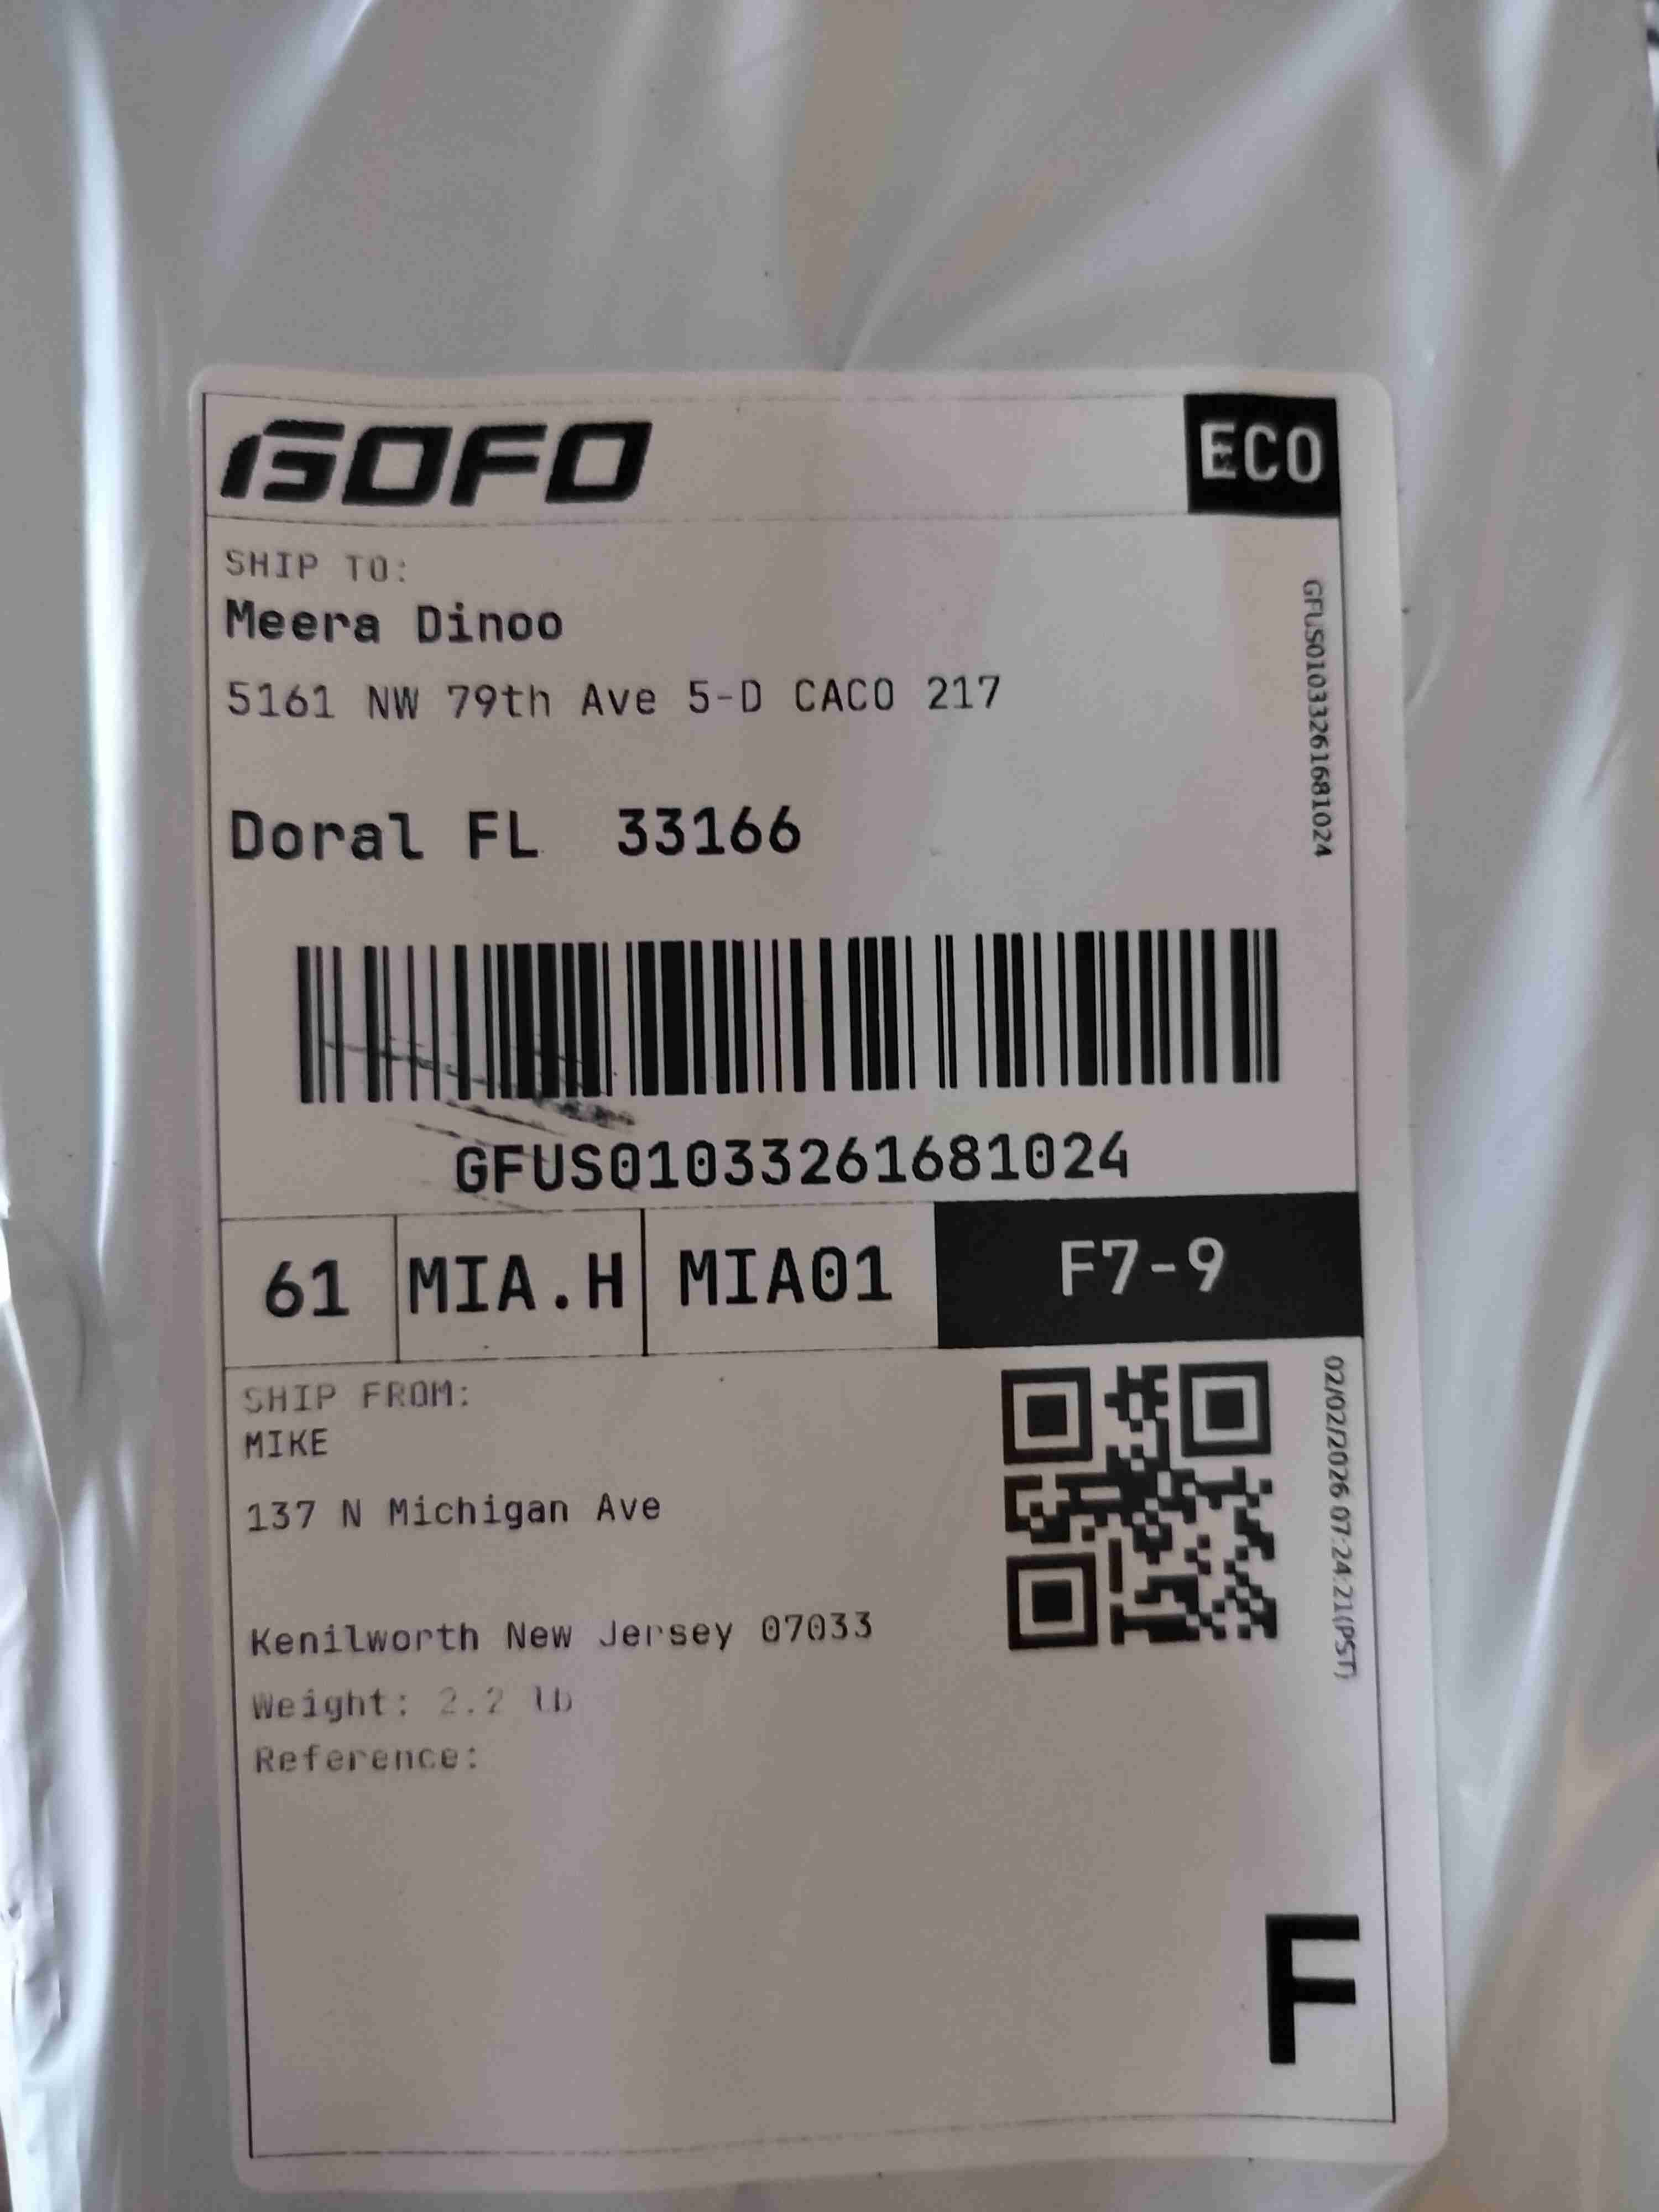 GOFO
ECO
SHIP TO:
Meera Dinoo
5161 NW 79th Ave 5-D CACO 217
Doral FL 33166
GFUS01033261681024
GFUS01033261681024
61 MIA.H MIA01 F7-9
SHIP FROM:
MIKE
137 N Michigan Ave
Kenilworth New Jersey 07033
Weight: 2.2 lb
Reference:
02/02/2026 07:24:21(PST)
F